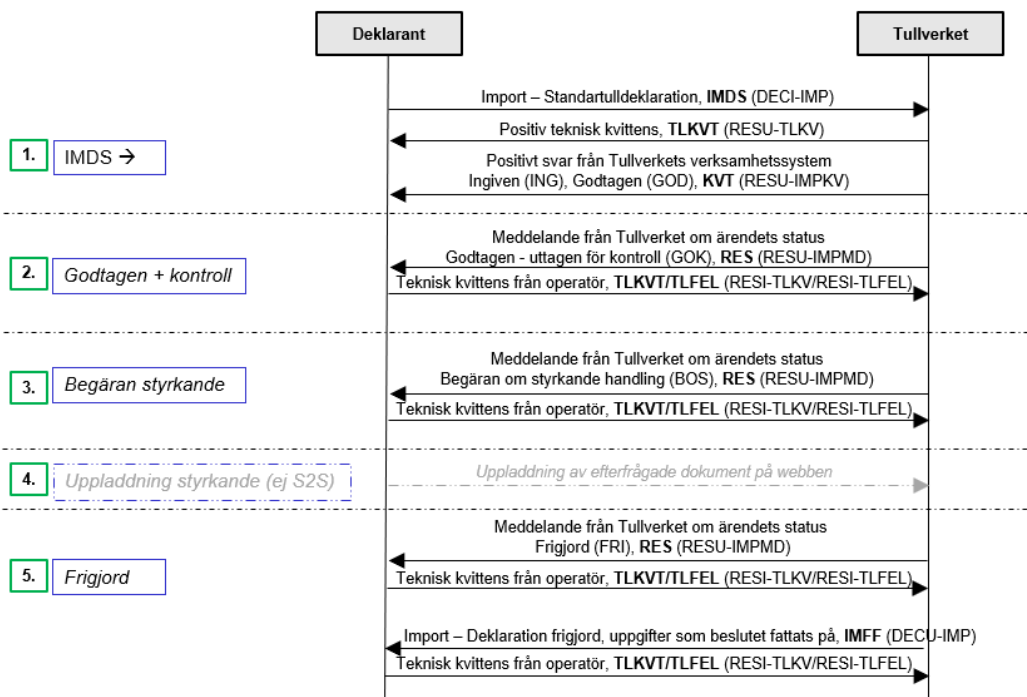 Deklarant
Tullverket
Import – Standartulldeklaration, IMDS (DECI-IMP)
Positiv teknisk kvittens, TLKVT (RESU-TLKV)
1.
IMDS →
Positivt svar från Tullverkets verksamhetssystem
Ingiven (ING), Godtagen (GOD), KVT (RESU-IMPKV)
Meddelande från Tullverket om ärendets status
2.
Godtagen + kontroll
Godtagen - uttagen för kontroll (GOK), RES (RESU-IMPMD)
Teknisk kvittens från operatör, TLKVT/TLFEL (RESI-TLKV/RESI-TLFEL)
Meddelande från Tullverket om ärendets status
3.
Begäran styrkande
Begäran om styrkande handling (BOS), RES (RESU-IMPMD)
Teknisk kvittens från operatör, TLKVT/TLFEL (RESI-TLKV/RESI-TLFEL)
4.
Uppladdning styrkande (ej S2S)
Uppladdning av efterfrågade dokument på webben
Meddelande från Tullverket om ärendets status
Frigjord (FRI), RES (RESU-IMPMD)
5.
Frigjord
Teknisk kvittens från operatör, TLKVT/TLFEL (RESI-TLKV/RESI-TLFEL)
Import – Deklaration frigjord, uppgifter som beslutet fattats på, IMFF (DECU-IMP)
Teknisk kvittens från operatör, TLKVT/TLFEL (RESI-TLKV/RESI-TLFEL)